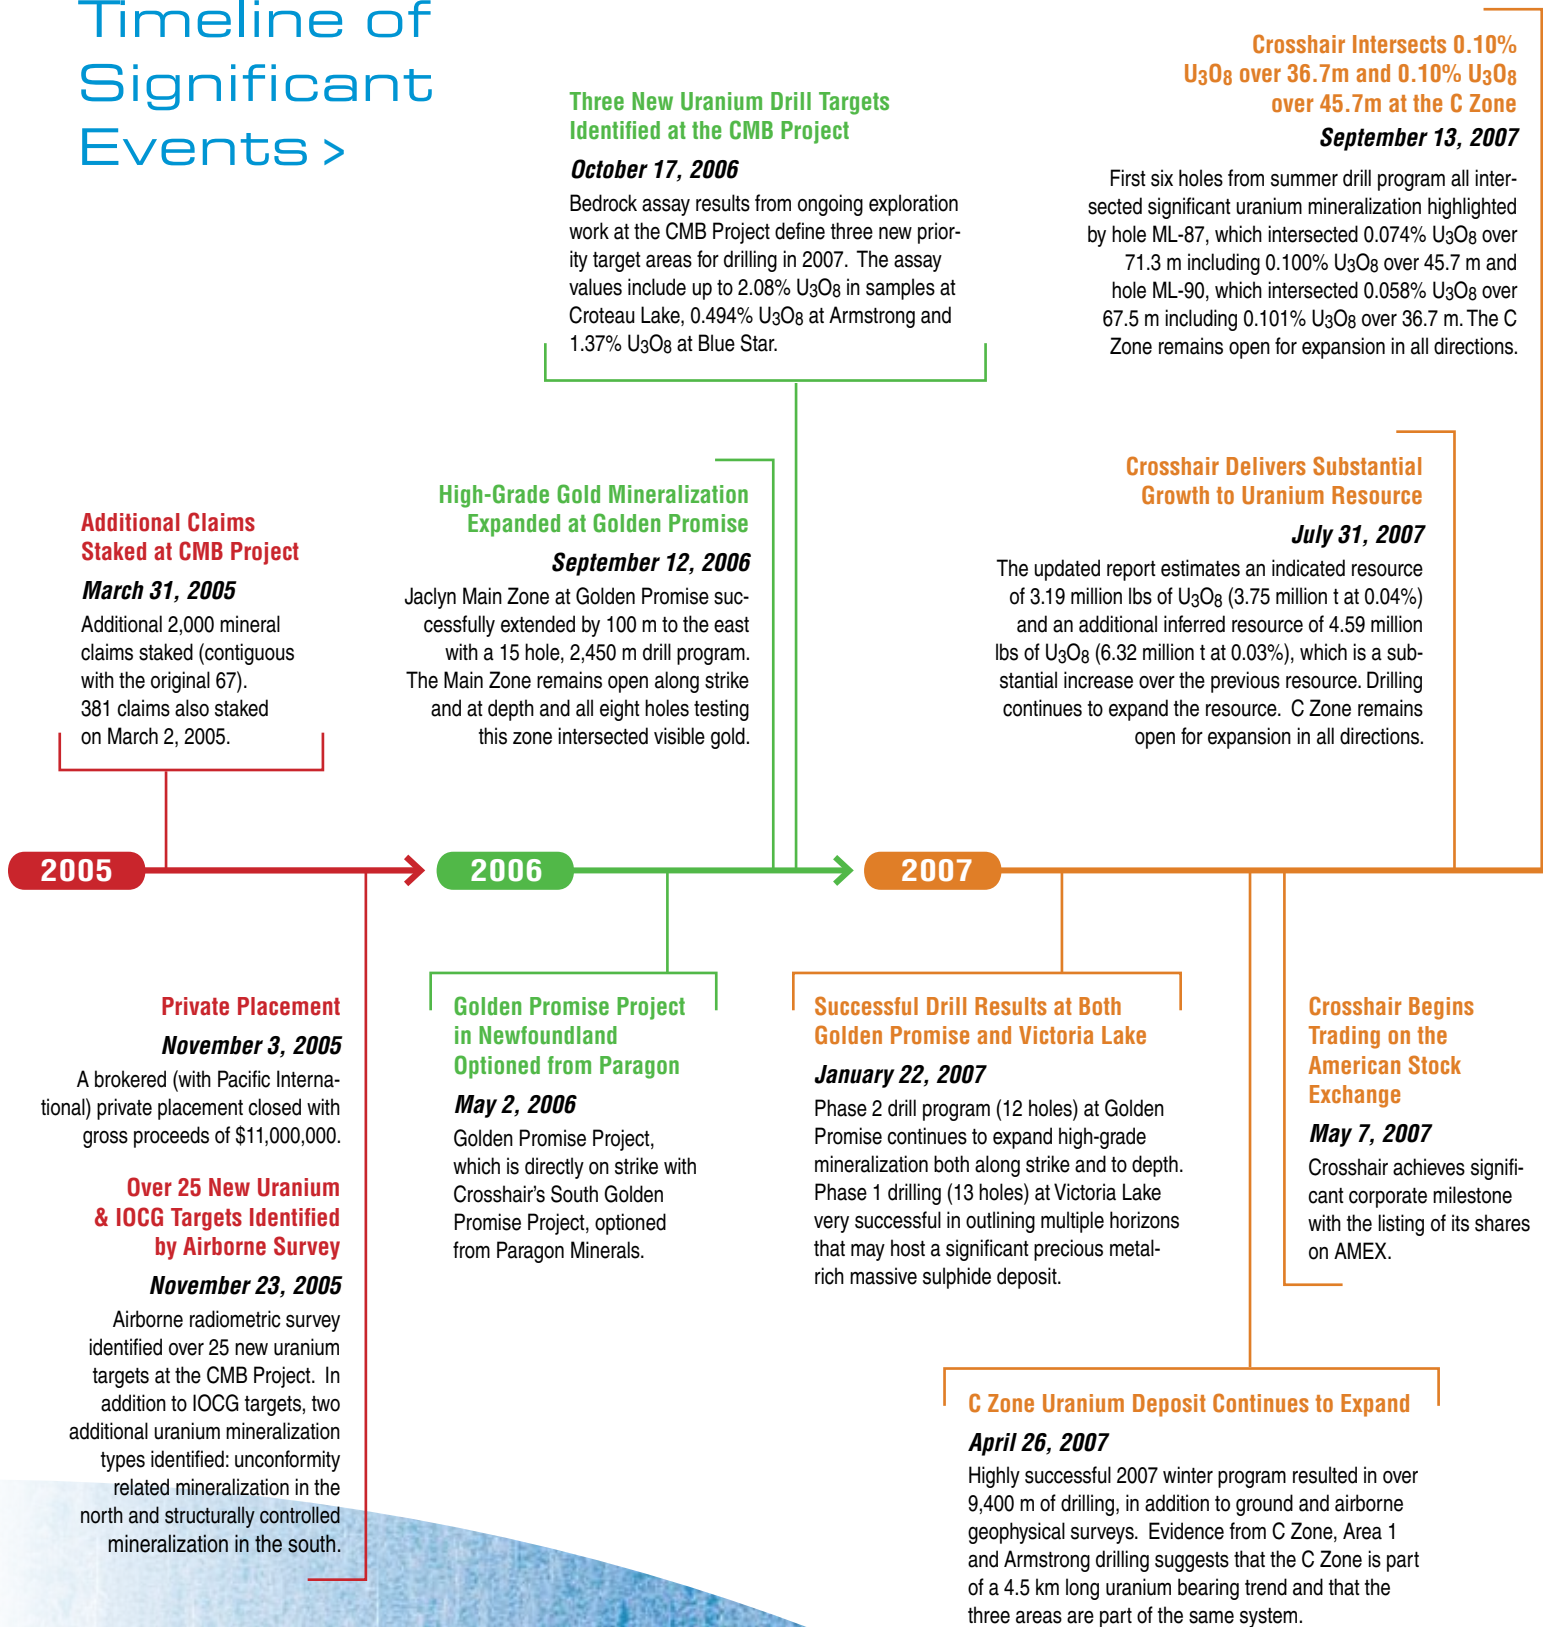 Timeline of
Significant
Events >
Three New Uranium Drill Targets
Identified at the CMB Project
October 17, 2006
Bedrock assay results from ongoing exploration
work at the CMB Project define three new prior-
ity target areas for drilling in 2007.  The assay
values include up to 2.08% U3O8 in samples at
Croteau Lake, 0.494% U3O8 at Armstrong and
1.37% U3O8 at Blue Star.
Crosshair Intersects 0.10%
U3O8 over 36.7m and 0.10% U3O8
over 45.7m at the C Zone
September 13, 2007
First six holes from summer drill program all inter-
sected significant uranium mineralization highlighted
by hole ML-87, which intersected 0.074% U3O8 over
71.3 m including 0.100% U3O8 over 45.7 m and
hole ML-90, which intersected 0.058% U3O8 over
67.5 m including 0.101% U3O8 over 36.7 m. The C
Zone remains open for expansion in all directions.
Additional Claims
Staked at CMB Project
March 31, 2005
Additional 2,000 mineral
claims staked (contiguous
with the original 67).
381 claims also staked
on March 2, 2005.
High-Grade Gold Mineralization
Expanded at Golden Promise
September 12, 2006
Jaclyn Main Zone at Golden Promise suc-
cessfully extended by 100 m to the east
with a 15 hole, 2,450 m drill program.
The Main Zone remains open along strike
and at depth and all eight holes testing
this zone intersected visible gold.
Crosshair Delivers Substantial
Growth to Uranium Resource
July 31, 2007
The updated report estimates an indicated resource
of 3.19 million lbs of U3O8 (3.75 million t at 0.04%)
and an additional inferred resource of 4.59 million
lbs of U3O8 (6.32 million t at 0.03%), which is a sub-
stantial increase over the previous resource. Drilling
continues to expand the resource.  C Zone remains
open for expansion in all directions.
2005
2006
2007
Private Placement
November 3, 2005
A brokered (with Pacific Interna-
tional) private placement closed with
gross proceeds of $11,000,000.
Over 25 New Uranium
& IOCG Targets Identified
by Airborne Survey
November 23, 2005
Airborne radiometric survey
identified over 25 new uranium
targets at the CMB Project.  In
addition to IOCG targets, two
additional uranium mineralization
types identified: unconformity
related mineralization in the
north and structurally controlled
mineralization in the south.
Golden Promise Project
in Newfoundland
Optioned from Paragon
May 2, 2006
Golden Promise Project,
which is directly on strike with
Crosshair's South Golden
Promise Project, optioned
from Paragon Minerals.
Successful Drill Results at Both
Golden Promise and Victoria Lake
January 22, 2007
Phase 2 drill program (12 holes) at Golden
Promise continues to expand high-grade
mineralization both along strike and to depth.
Phase 1 drilling (13 holes) at Victoria Lake
very successful in outlining multiple horizons
that may host a significant precious metal-
rich massive sulphide deposit.
Crosshair Begins
Trading on the
American Stock
Exchange
May 7, 2007
Crosshair achieves signifi-
cant corporate milestone
with the listing of its shares
on AMEX.
C Zone Uranium Deposit Continues to Expand
April 26, 2007
Highly successful 2007 winter program resulted in over
9,400 m of drilling, in addition to ground and airborne
geophysical surveys.  Evidence from C Zone, Area 1
and Armstrong drilling suggests that the C Zone is part
of a 4.5 km long uranium bearing trend and that the
three areas are part of the same system.